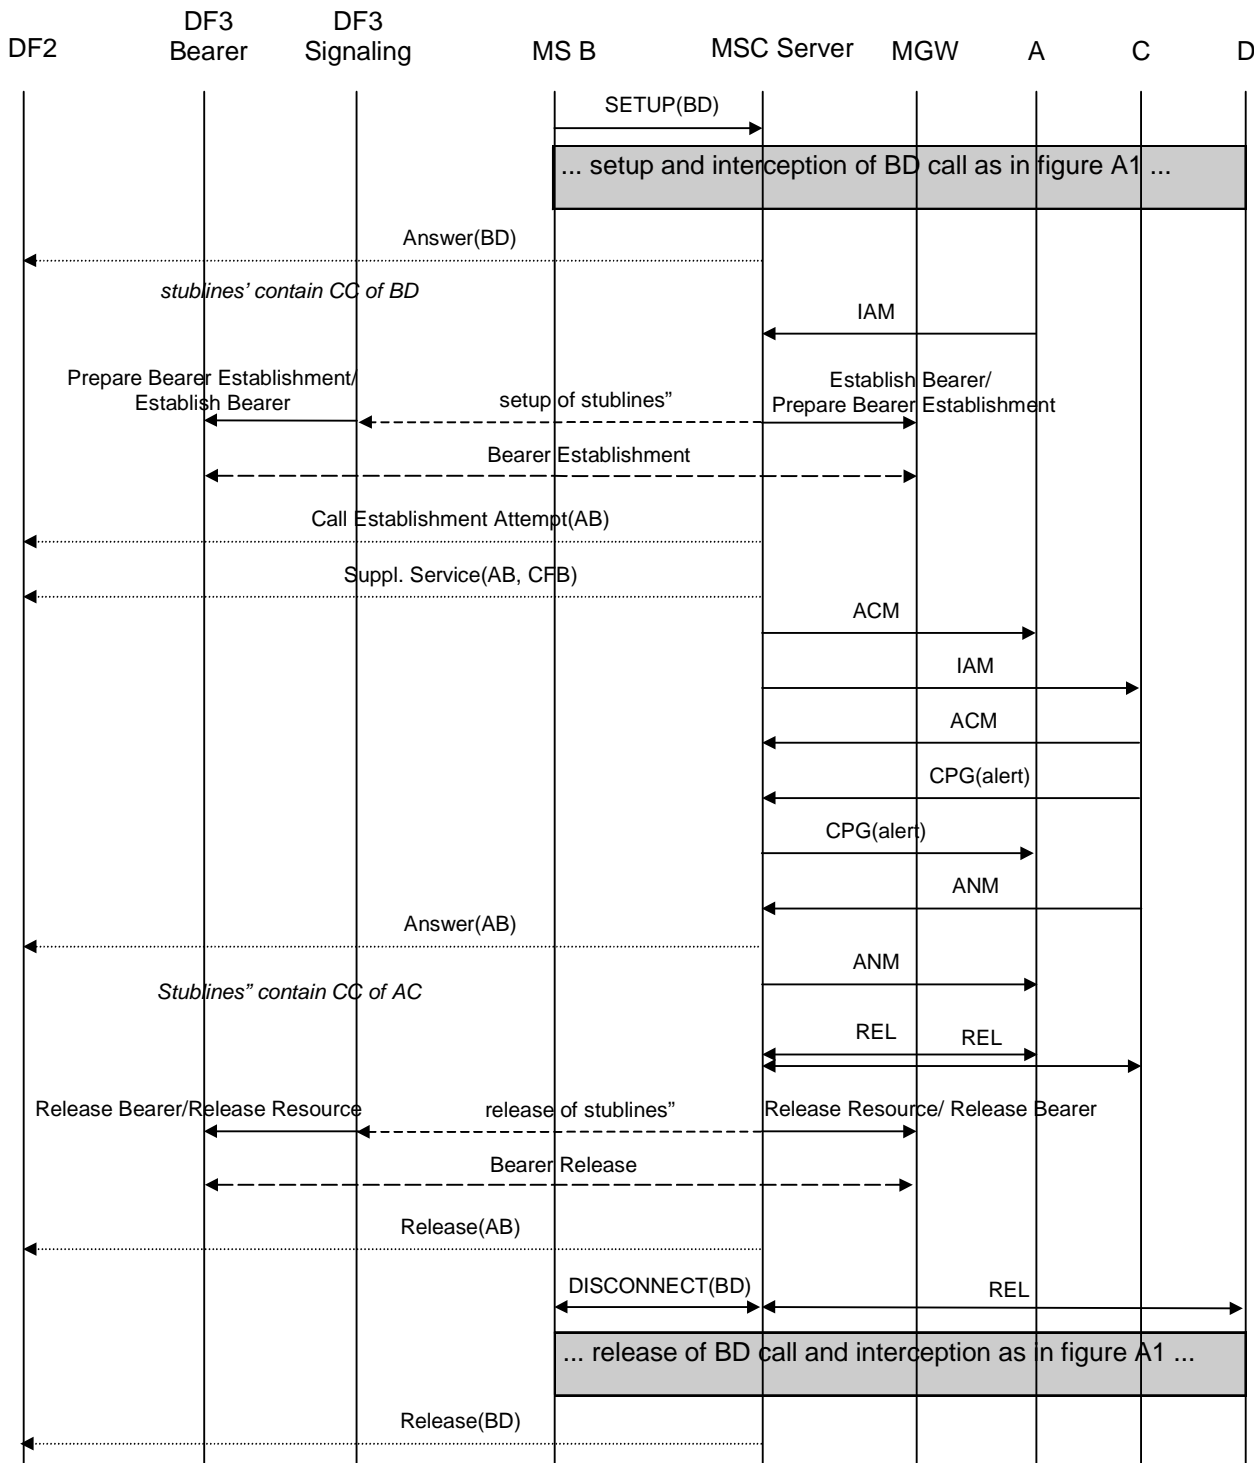 DF2
DF3
Bearer
DF3
Signaling
MS B
MSC Server
MGW
A
C
D
SETUP(BD)
... setup and interception of BD call as in figure A1 ...
Answer(BD)
stublines’ contain CC of BD
IAM
Prepare Bearer Establishment/
Establish Bearer
setup of stublines”
Establish Bearer/
Prepare Bearer Establishment
Bearer Establishment
Call Establishment Attempt(AB)
Suppl. Service(AB, CFB)
ACM
IAM
ACM
CPG(alert)
CPG(alert)
ANM
Answer(AB)
ANM
Stublines” contain CC of AC
REL
REL
Release Bearer/Release Resource
release of stublines”
Release Resource/ Release Bearer
Bearer Release
Release(AB)
DISCONNECT(BD)
REL
... release of BD call and interception as in figure A1 ...
Release(BD)